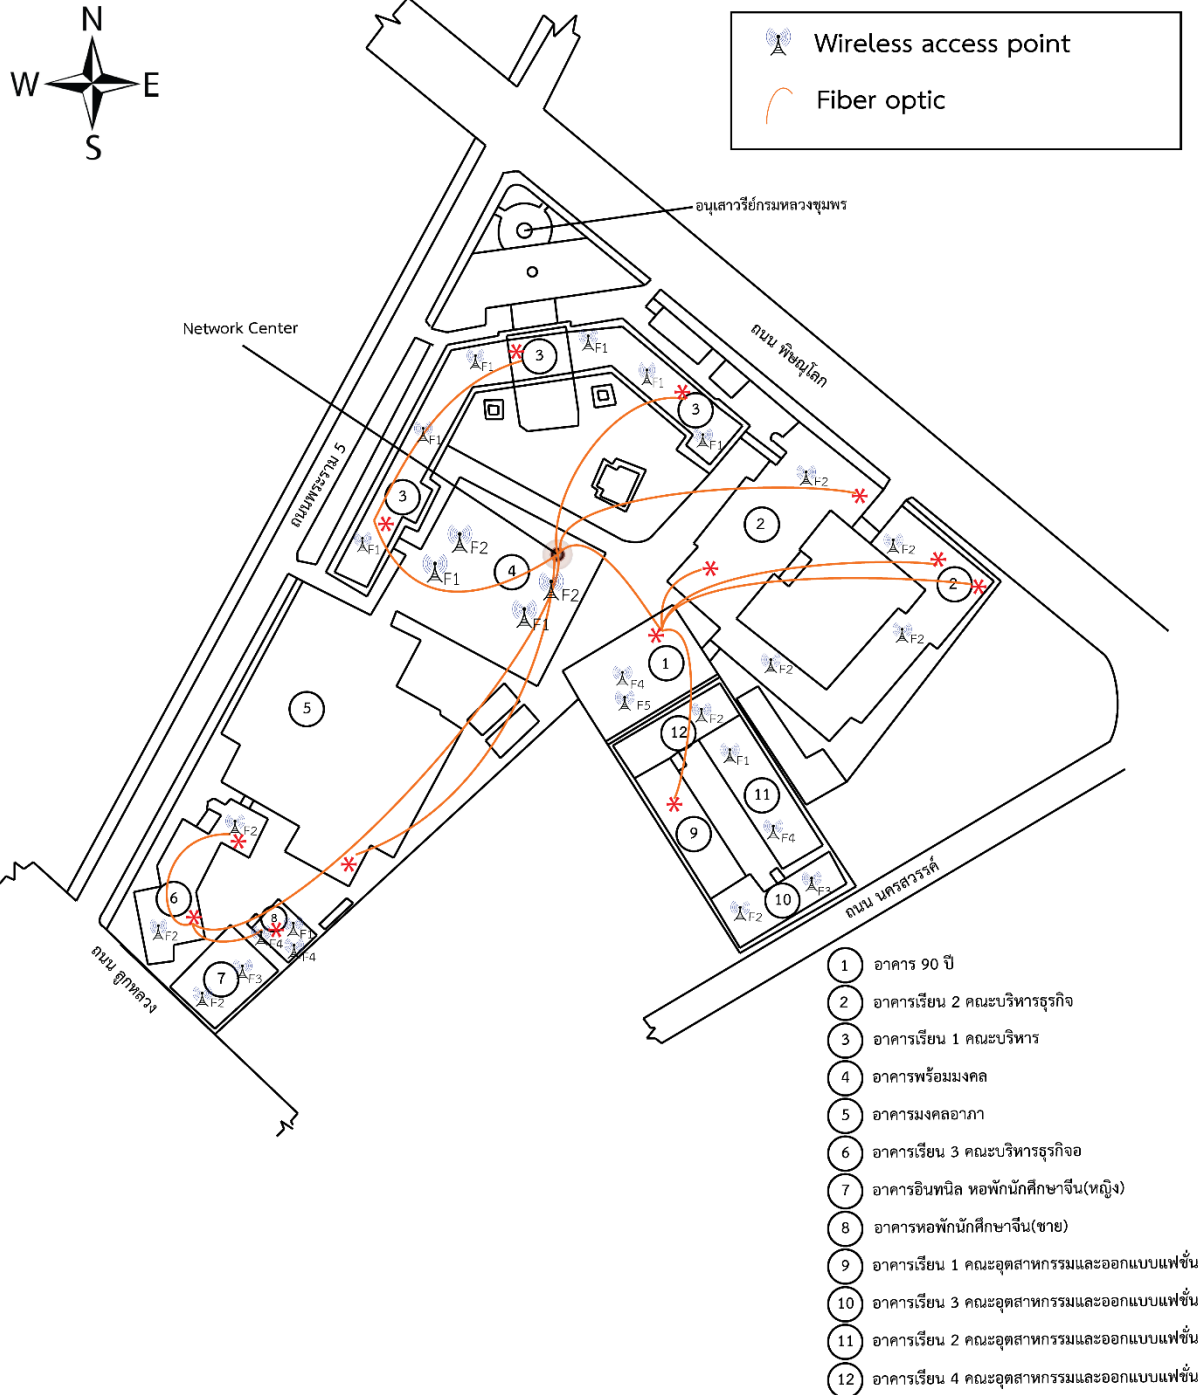 N
W E
S
Wireless access point
Fiber optic
อนุเสาวรีย์กรมหลวงชุมพร
Network Center
ถนน พิษณุโลก
ถนนพระราม 5
3
F1
F1
F1
3
F1
F1
3
F1
F2
2
F2
F1
4
F2
F1
F2
2
F2
F2
1
F4
F5
5
F2
12
F1
11
F4
9
F3
10
F2
ถนน นครสวรรค์
F2
6
F2
8
F1
F4
F4
7
F3
F2
ถนน ลูกหลวง
1 อาคาร 90 ปี
2 อาคารเรียน 2 คณะบริหารธุรกิจ
3 อาคารเรียน 1 คณะบริหาร
4 อาคารพร้อมมงคล
5 อาคารมงคลอาภา
6 อาคารเรียน 3 คณะบริหารธุรกิจอ
7 อาคารอินทนิล หอพักนักศึกษาจีน(หญิง)
8 อาคารหอพักนักศึกษาจีน(ชาย)
9 อาคารเรียน 1 คณะอุตสาหกรรมและออกแบบแฟชั่น
10 อาคารเรียน 3 คณะอุตสาหกรรมและออกแบบแฟชั่น
11 อาคารเรียน 2 คณะอุตสาหกรรมและออกแบบแฟชั่น
12 อาคารเรียน 4 คณะอุตสาหกรรมและออกแบบแฟชั่น